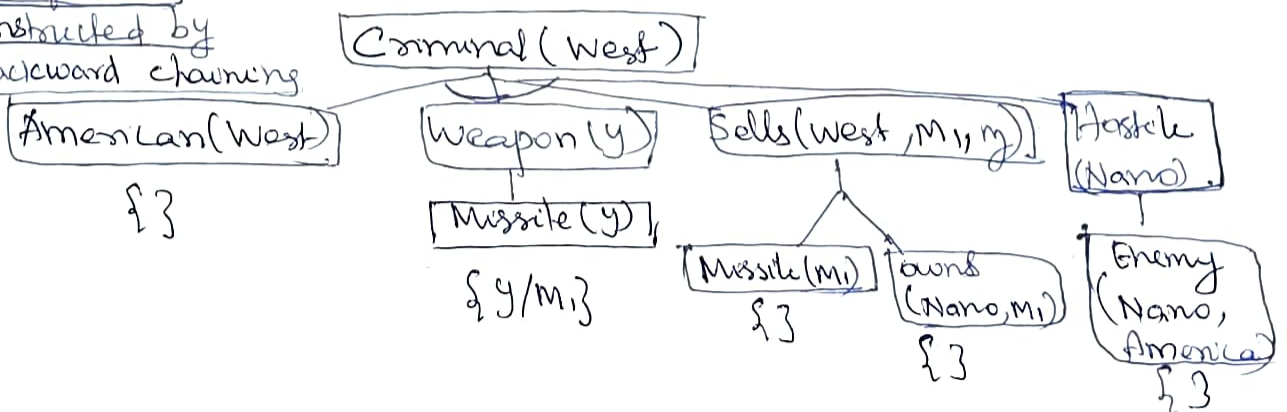 nstructed by
ackward chaining
Criminal (West)
American (West)
{ }
Weapon (y)
Missile (y)
{y/M1}
Sells (West, M1, z)
Missile (M1)
{ }
owns
(Nano, M1)
{ }
Hostile
(Nano).
Enemy
(Nano,
America)
{ }